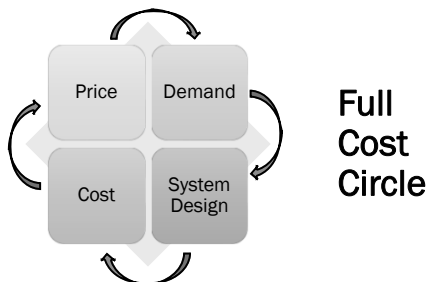 Price
Demand
Cost
System
Design
Full
Cost
Circle